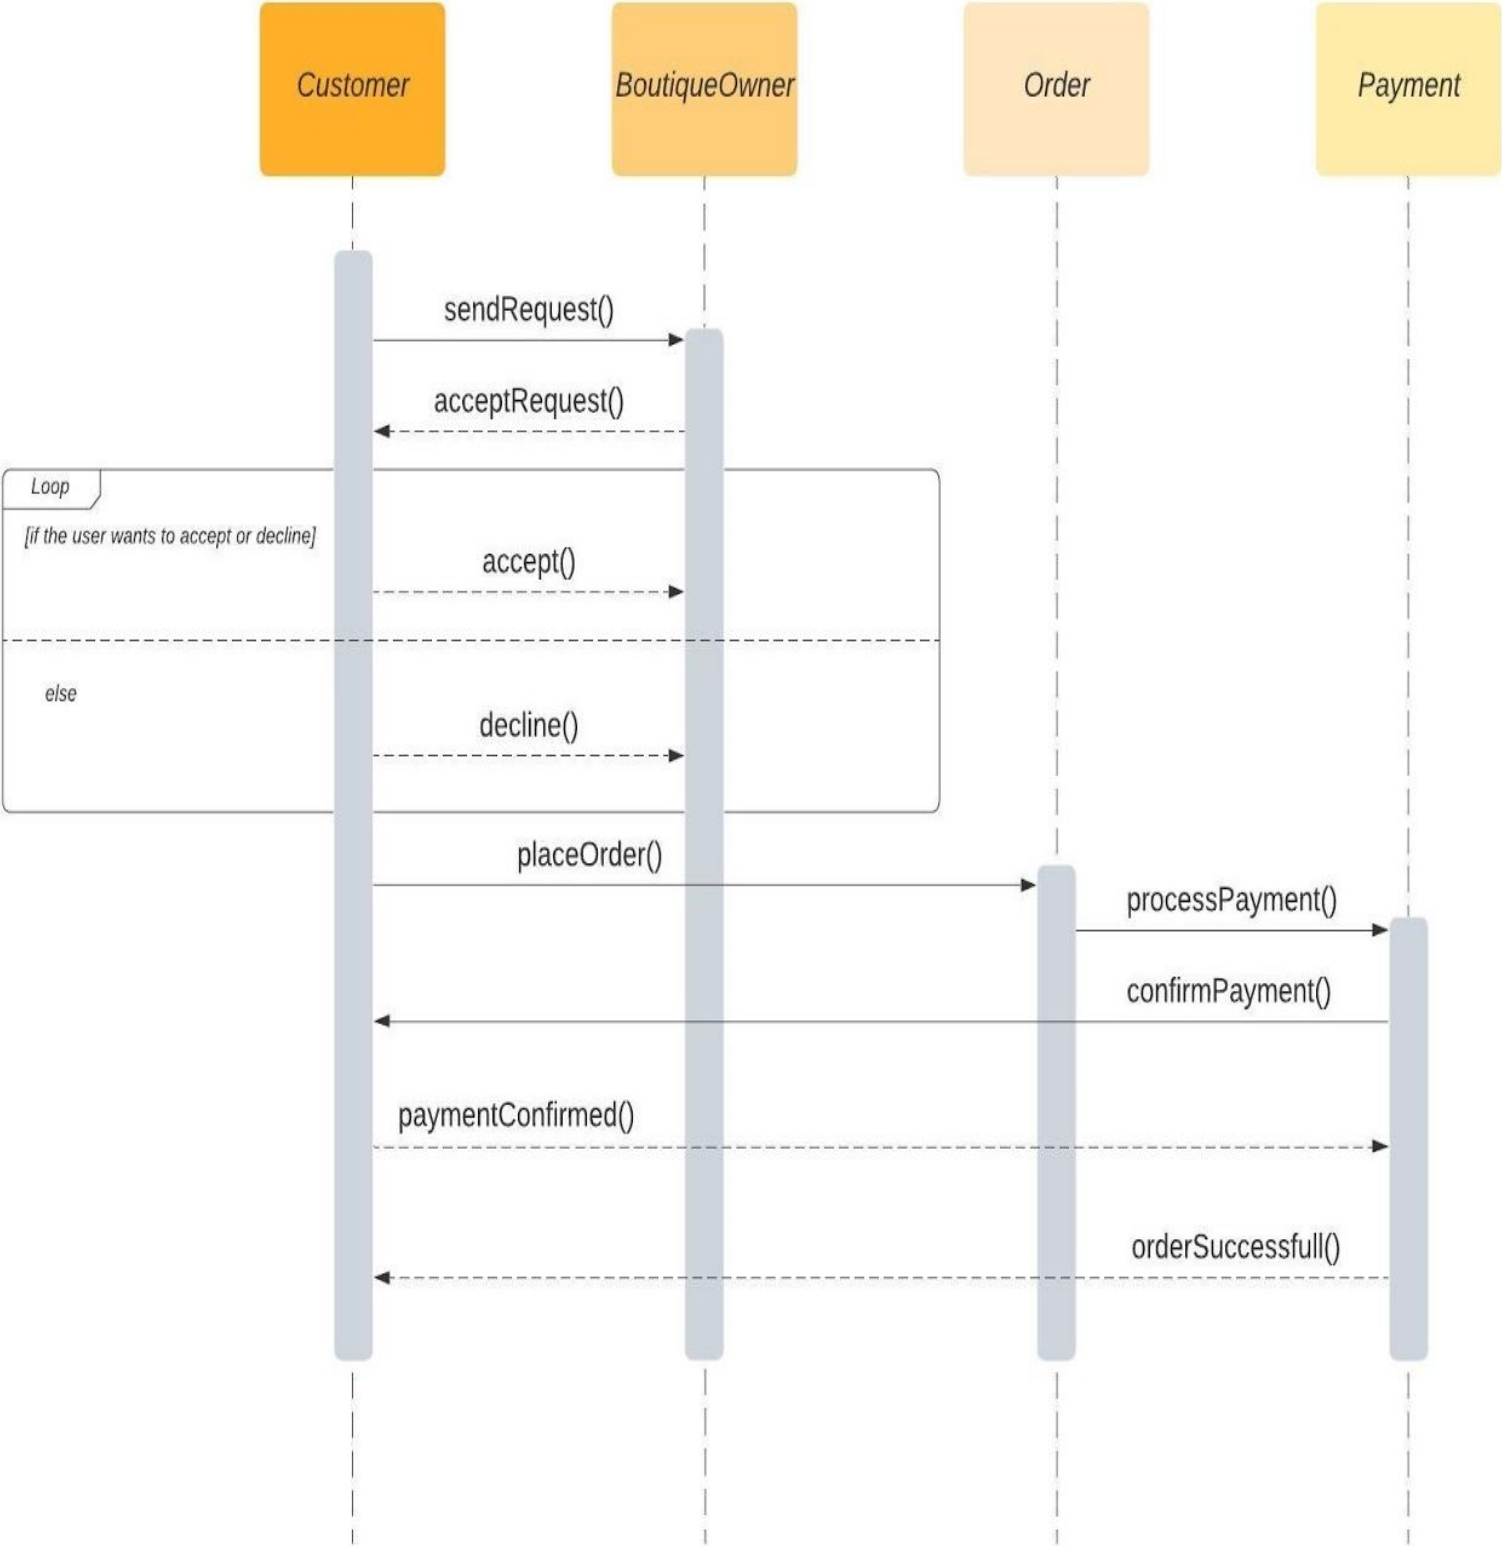 Customer
BoutiqueOwner
Order
Payment
sendRequest()
acceptRequest()
Loop
[if the user wants to accept or decline]
accept()
else
decline()
placeOrder()
processPayment()
confirmPayment()
paymentConfirmed()
orderSuccessfull()